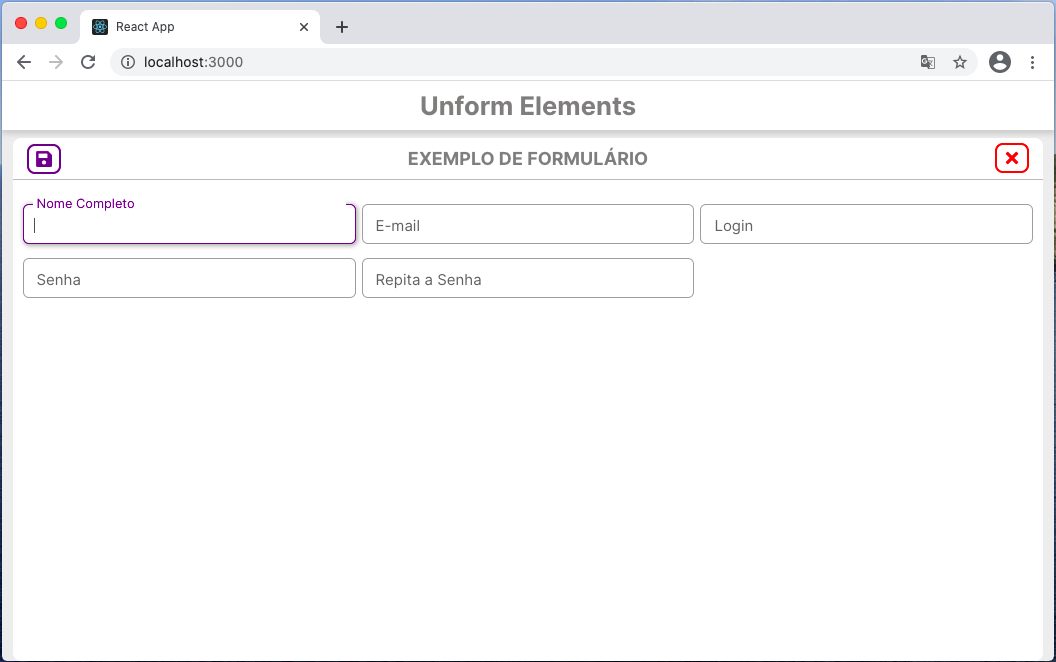 React App
localhost:3000
Unform Elements
EXEMPLO DE FORMULÁRIO
Nome Completo
E-mail
Login
Senha
Repita a Senha